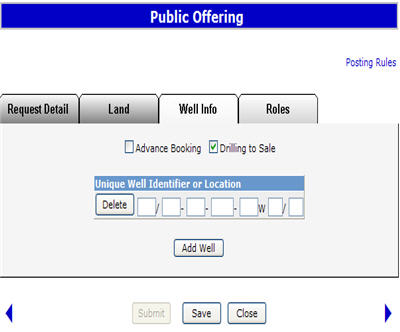 Public Offering
Posting Rules
Request Detail Land Well Info Roles
Advance Booking Drilling to Sale
Unique Well Identifier or Location
Delete / - - - W /
Add Well
Submit Save Close